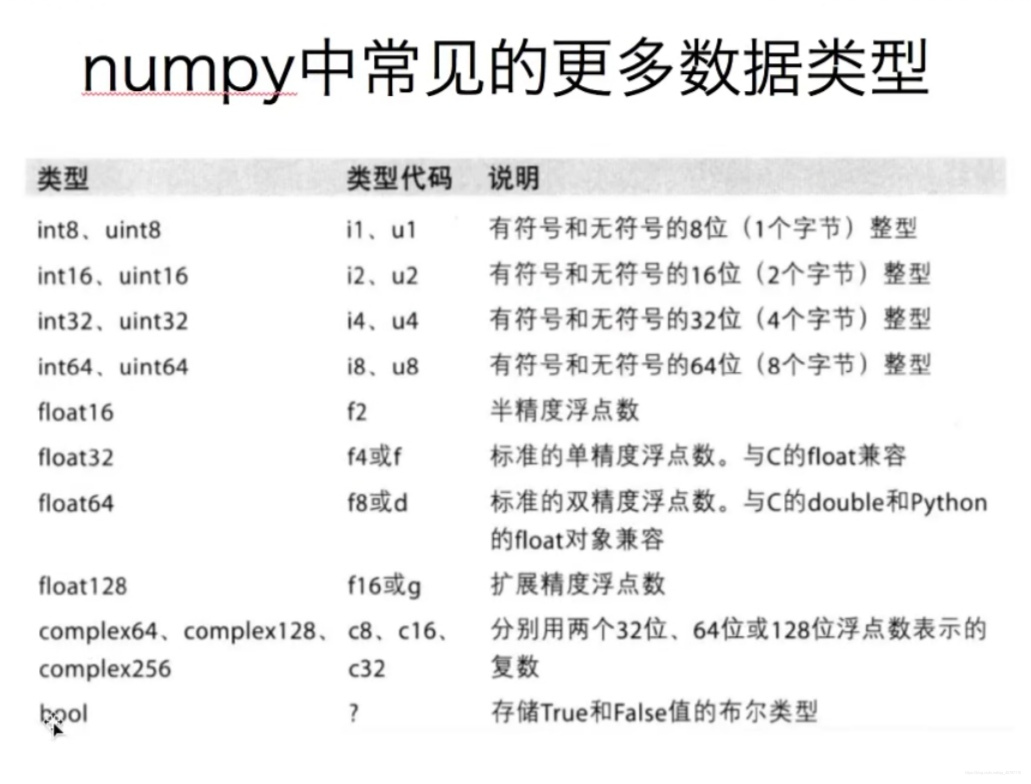 numpy中常见的更多数据类型
类型 类型代码 说明
int8、uint8 i1、u1 有符号和无符号的8位（1个字节）整型
int16、uint16 i2、u2 有符号和无符号的16位（2个字节）整型
int32、uint32 i4、u4 有符号和无符号的32位（4个字节）整型
int64、uint64 i8、u8 有符号和无符号的64位（8个字节）整型
float16 f2 半精度浮点数
float32 f4或f 标准的单精度浮点数。与C的float兼容
float64 f8或d 标准的双精度浮点数。与C的double和Python
的float对象兼容
float128 f16或g 扩展精度浮点数
complex64、complex128、 c8、c16、 分别用两个32位、64位或128位浮点数表示的
complex256 c32 复数
bool ? 存储True和False值的布尔类型